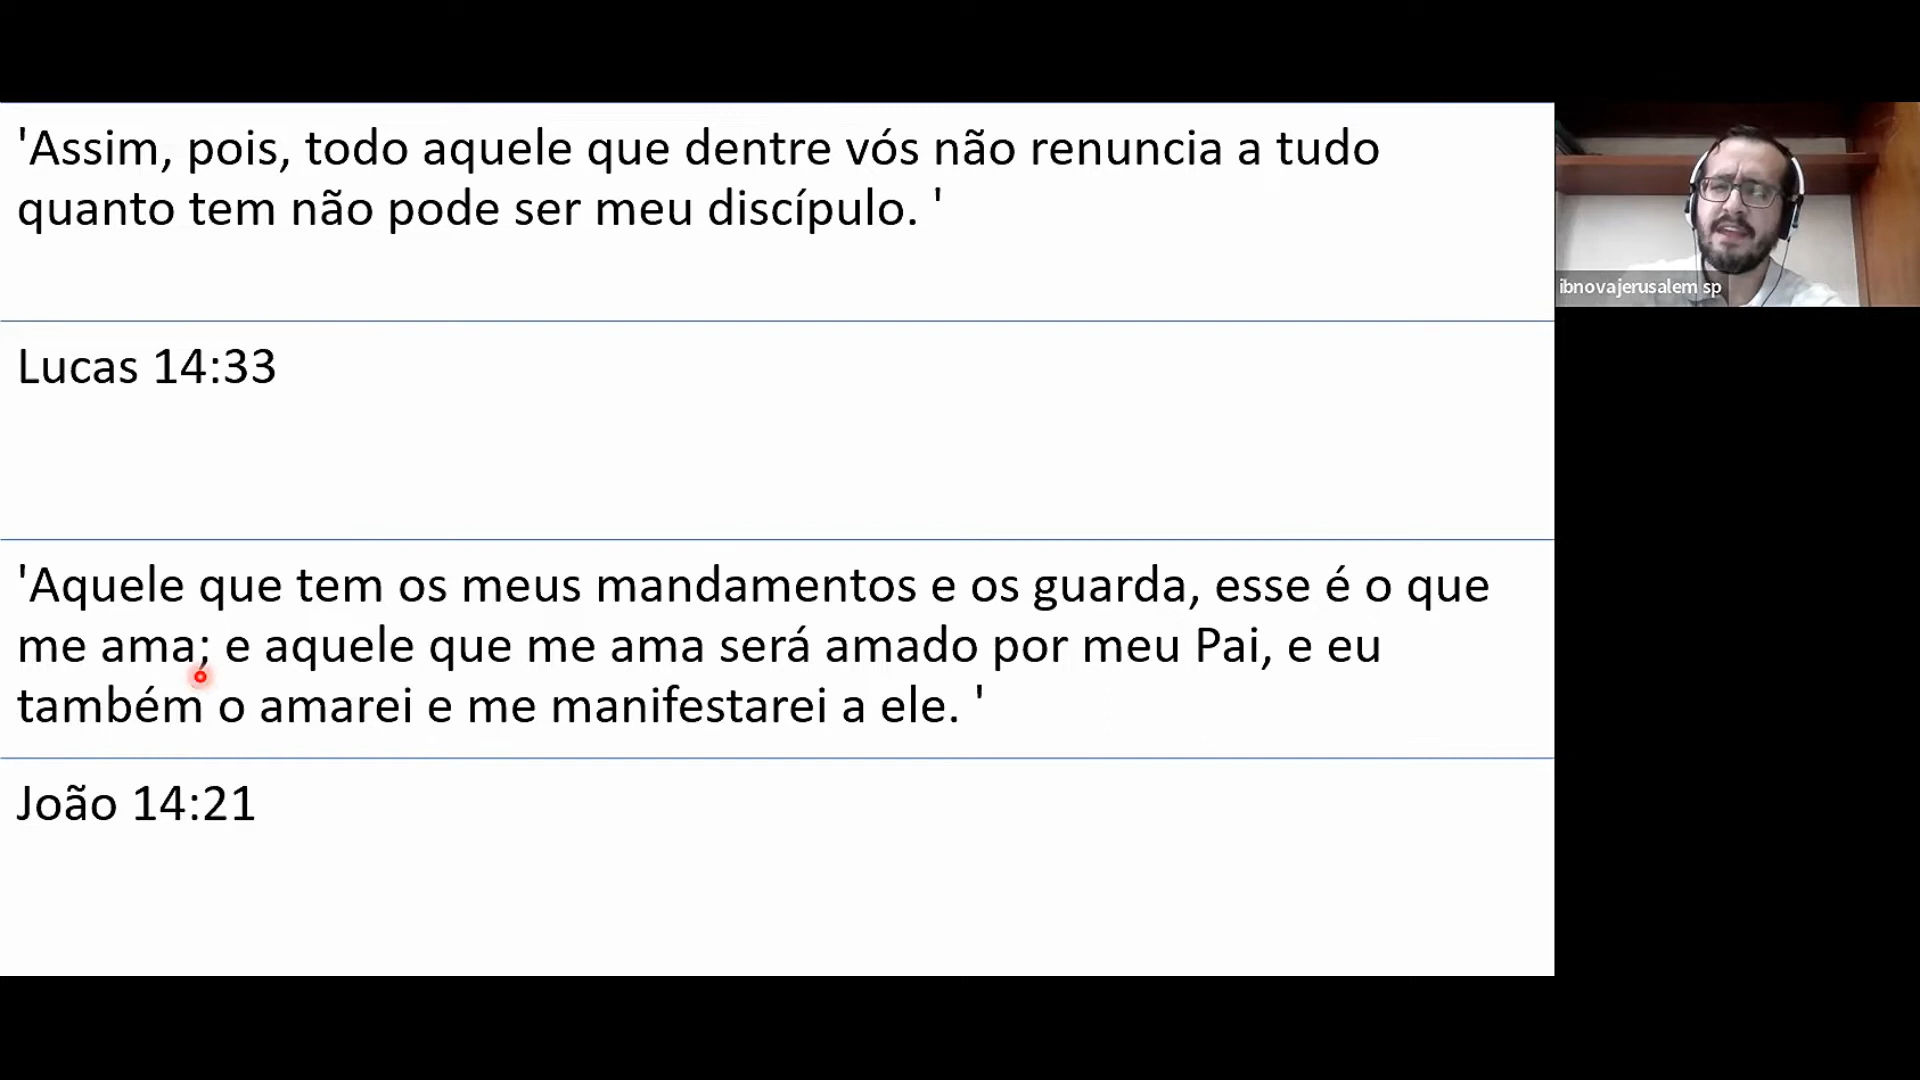 'Assim, pois, todo aquele que dentre vós não renuncia a tudo
quanto tem não pode ser meu discípulo. '
Lucas 14:33
'Aquele que tem os meus mandamentos e os guarda, esse é o que
me ama; e aquele que me ama será amado por meu Pai, e eu
também o amarei e me manifestarei a ele. '
João 14:21
ibnovajerusalem sp